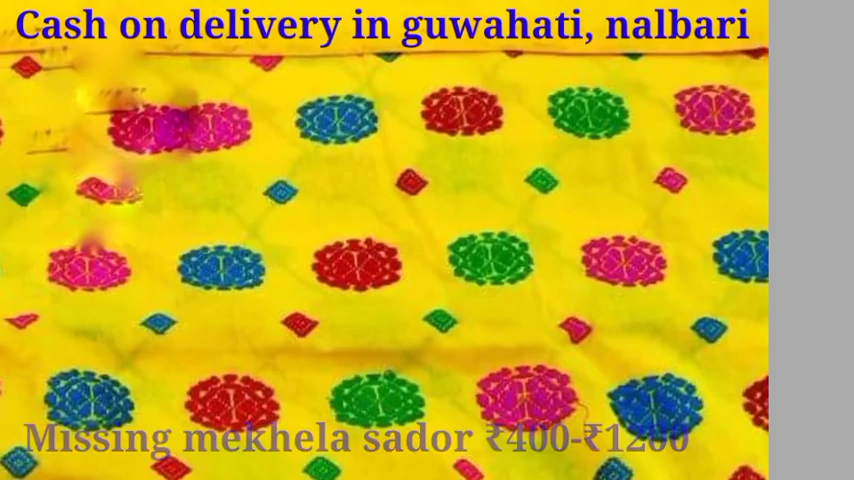 Cash on delivery in guwahati, nalbari
Missing mekhela sador ₹400-₹1200